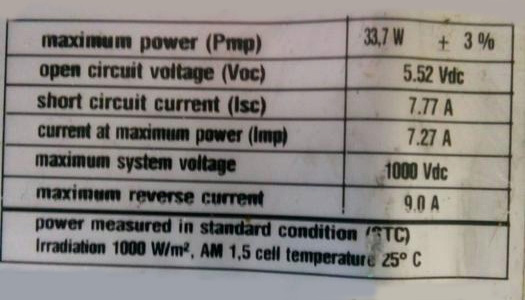 maximum power (Pmp) 33,7 W + 3 %
open circuit voltage (Voc) 5.52 Vdc
short circuit current (Isc) 7.77 A
current at maximum power (Imp) 7.27 A
maximum system voltage 1000 Vdc
maximum reverse current 9.0 A
power measured in standard condition (STC)
Irradiation 1000 W/m², AM 1,5 cell temperature 25° C